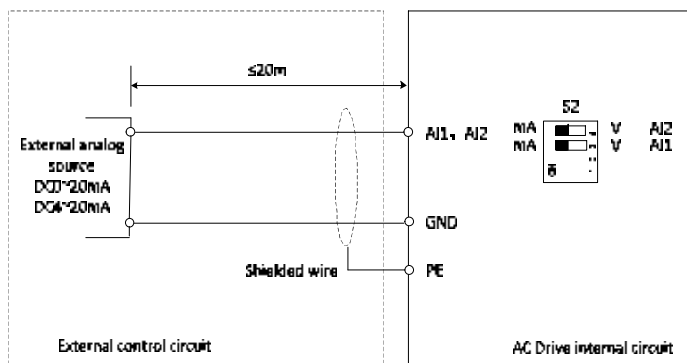 ≤20m
S2
AI1、AI2 mA V AI2
mA V AI1
External analog
source
DC0~20mA
DC4~20mA
GND
Shielded wire PE
External control circuit AC Drive internal circuit